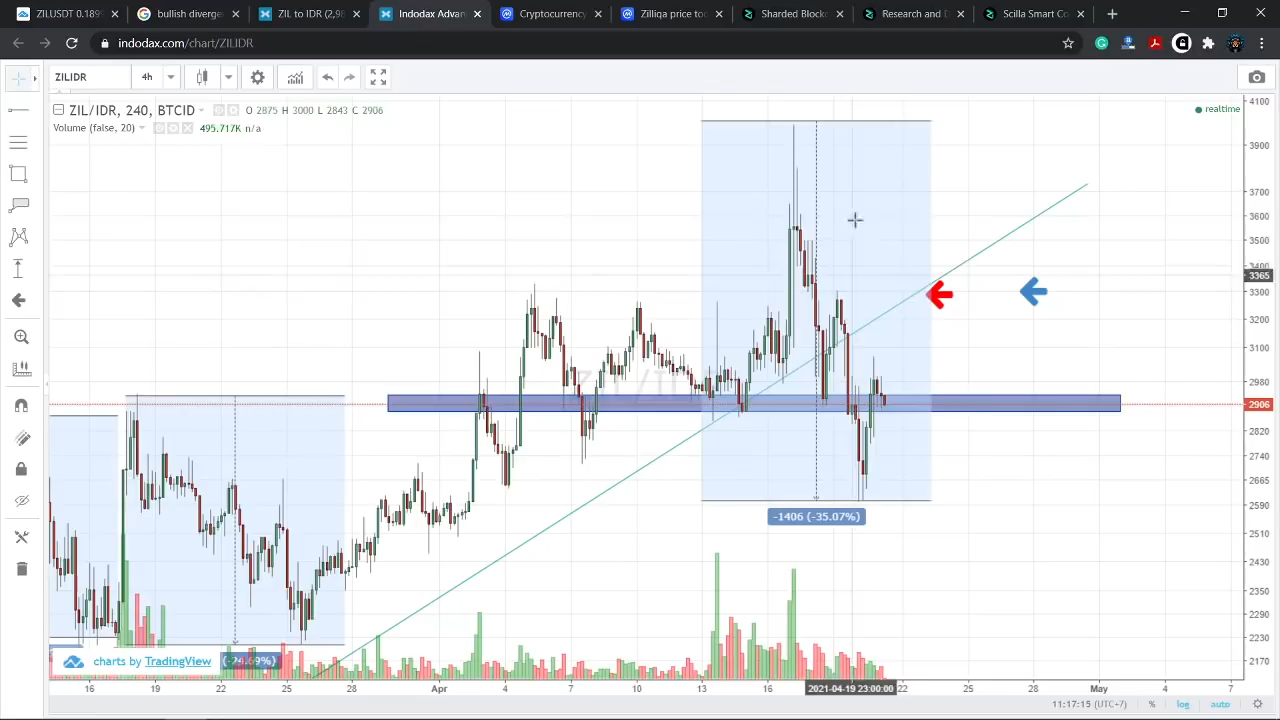 ZILUSDT 0.189
bullish diverge
ZIL to IDR (2,98
Indodax Adva
Cryptocurrency
Zilliqa price to
Sharded Blockc
Research and D
Scilla Smart Co
indodax.com/chart/ZILIDR
ZILIDR
4h
ZIL/IDR, 240, BTCID
O 2875 H 3000 L 2843 C 2906
Volume (false, 20)
495.717K n/a
realtime
4100
3900
3700
3600
3500
3400
3365
3300
3200
3100
2980
2906
2820
2740
2665
2590
2510
2430
2350
2290
2230
2170
-1406 (-35.07%)
charts by TradingView
(-24.69%)
16 19 22 25 28 Apr 4 7 10 13 16 2021-04-19 23:00:00 22 25 28 May 4 7
11:17:15 (UTC+7) % log auto